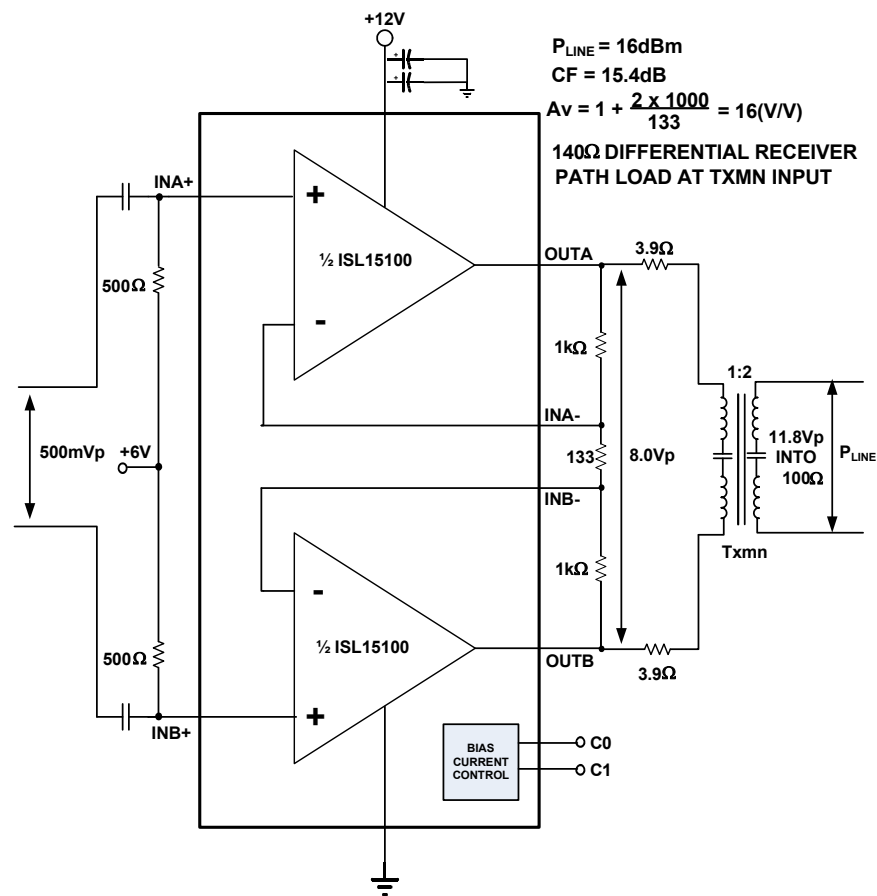 +12V
P_LINE = 16dBm
CF = 15.4dB
Av = 1 + 2 x 1000 / 133 = 16(V/V)
140Ω DIFFERENTIAL RECEIVER
PATH LOAD AT TXMN INPUT
INA+
+
½ ISL15100
-
500Ω
OUTA
3.9Ω
1kΩ
1:2
INA-
500mVp
+6V
133
8.0Vp
11.8Vp
INTO
100Ω
P_LINE
INB-
Txmn
1kΩ
-
½ ISL15100
+
500Ω
OUTB
3.9Ω
INB+
BIAS
CURRENT
CONTROL
C0
C1